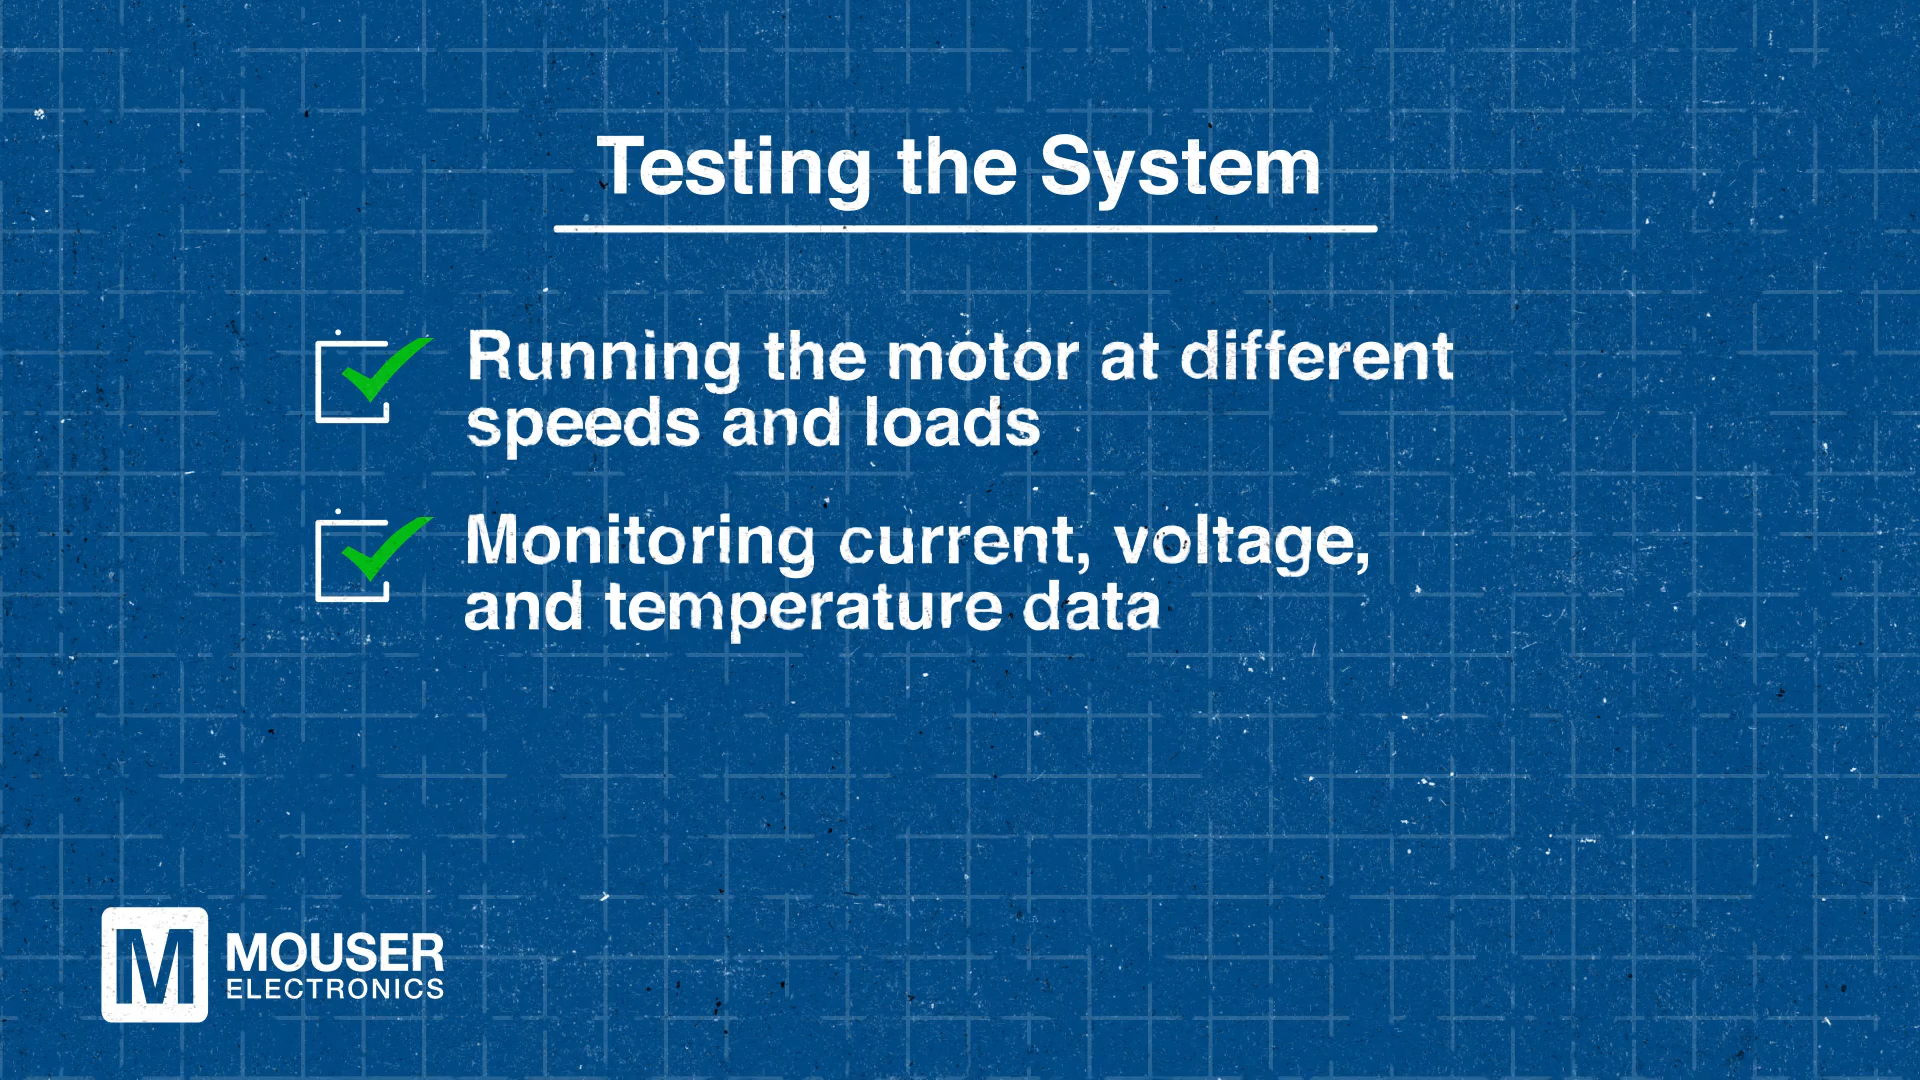 Testing the System
Running the motor at different
speeds and loads
Monitoring current, voltage,
and temperature data
M
MOUSER
ELECTRONICS